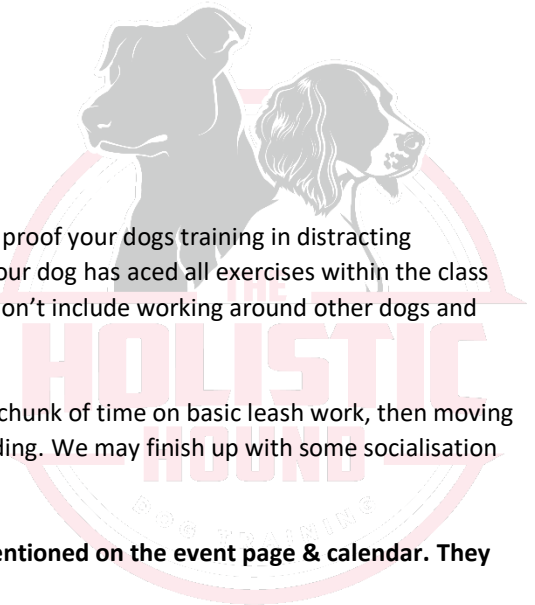 proof your dogs training in distracting
our dog has aced all exercises within the class
on't include working around other dogs and
THE
HOLISTIC
chunk of time on basic leash work, then moving
ding. We may finish up with some socialisation
HOUND
DOG TRAINING
entioned on the event page & calendar. They